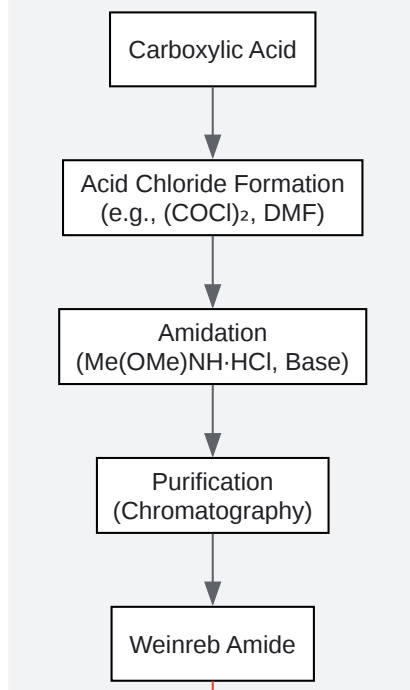 Carboxylic Acid
Acid Chloride Formation
(e.g., (COCl)₂, DMF)
Amidation
(Me(OMe)NH·HCl, Base)
Purification
(Chromatography)
Weinreb Amide